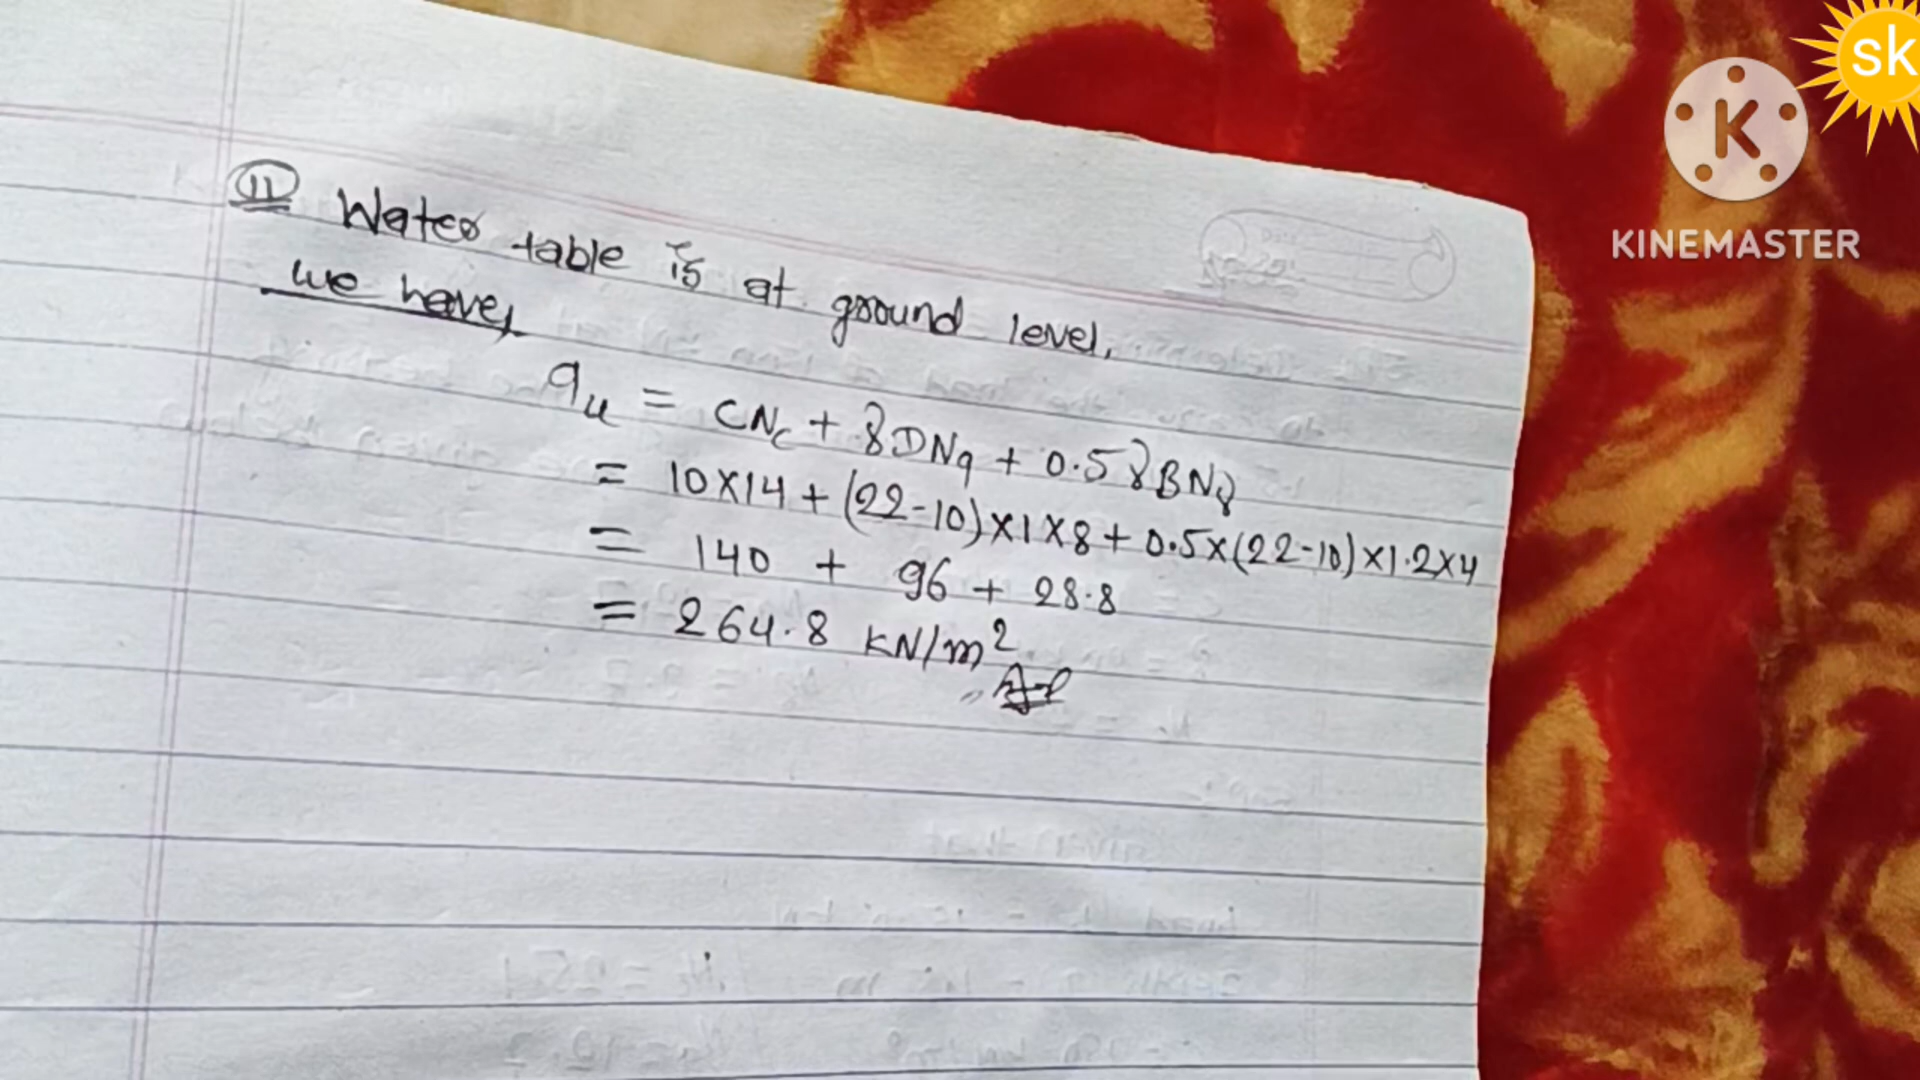 11 Water table is at ground level,
we have,
qu = CNc + γDNq + 0.5γBNγ
= 10×14 + (22-10)×1×8 + 0.5×(22-10)×1.2×4
= 140 + 96 + 28.8
= 264.8 KN/m²
K
KINEMASTER
sk